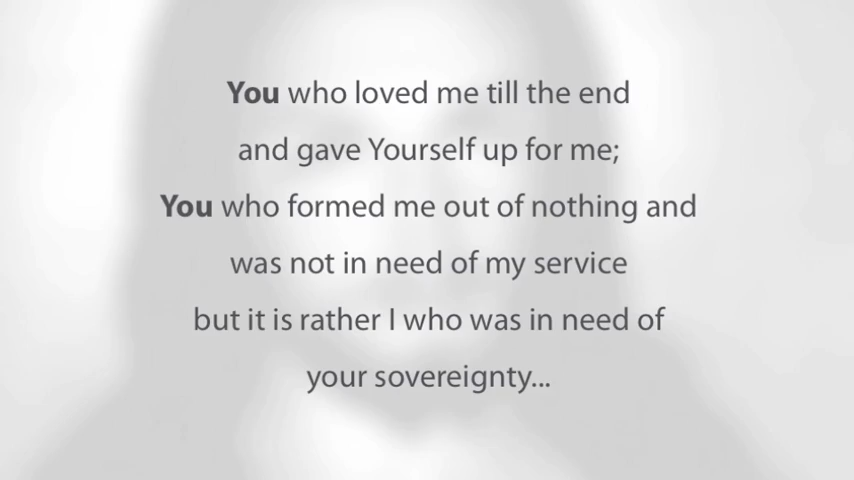 You who loved me till the end
and gave Yourself up for me;
You who formed me out of nothing and
was not in need of my service
but it is rather I who was in need of
your sovereignty...